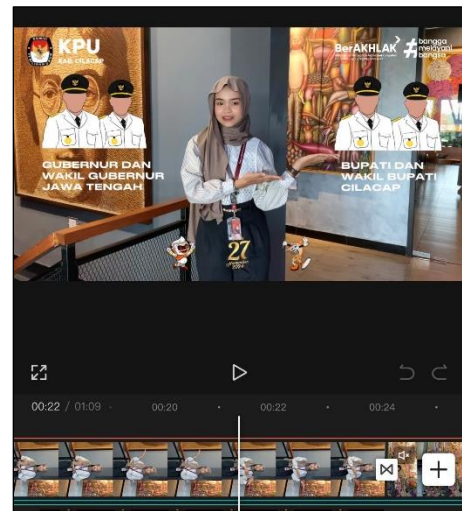 KPU
KAB. CILACAP
BerAKHLAK
# bangga
melayani
bangsa
GUBERNUR DAN
WAKIL GUBERNUR
JAWA TENGAH
BUPATI DAN
WAKIL BUPATI
CILACAP
27
00:22 / 01:09
00:20
00:22
00:24